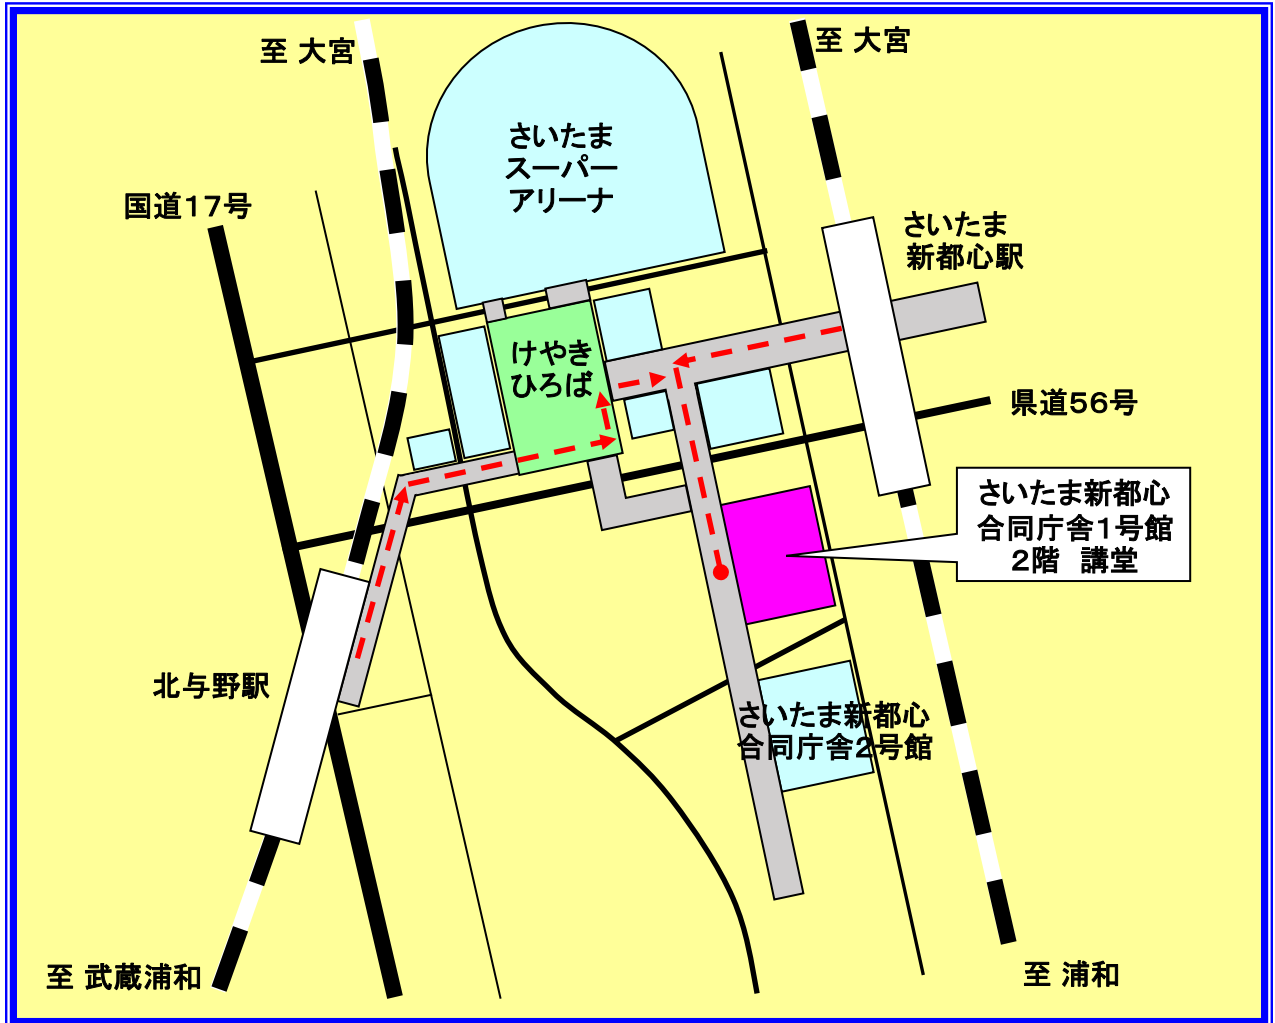 至 大宮
至 大宮
さいたま
スーパー
アリーナ
国道17号
さいたま
新都心駅
けやき
ひろば
県道56号
さいたま新都心
合同庁舎1号館
2階 講堂
北与野駅
さいたま新都心
合同庁舎2号館
至 武蔵浦和
至 浦和